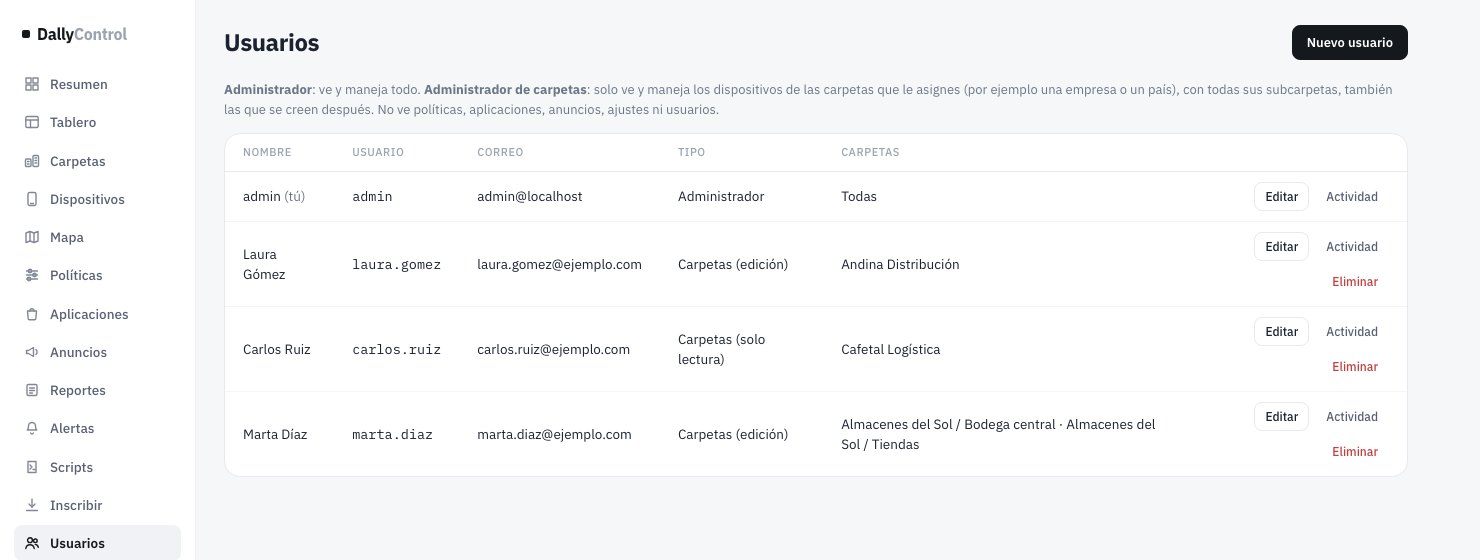 DallyControl
Resumen
Tablero
Carpetas
Dispositivos
Mapa
Políticas
Aplicaciones
Anuncios
Reportes
Alertas
Scripts
Inscribir
Usuarios
Usuarios
Nuevo usuario
Administrador: ve y maneja todo. Administrador de carpetas: solo ve y maneja los dispositivos de las carpetas que le asignes (por ejemplo una empresa o un país), con todas sus subcarpetas, también
las que se creen después. No ve políticas, aplicaciones, anuncios, ajustes ni usuarios.
NOMBRE USUARIO CORREO TIPO CARPETAS
admin (tú) admin admin@localhost Administrador Todas Editar Actividad
Laura
Gómez
laura.gomez laura.gomez@ejemplo.com Carpetas (edición) Andina Distribución Editar Actividad
Eliminar
Carlos Ruiz carlos.ruiz carlos.ruiz@ejemplo.com Carpetas (solo
lectura)
Cafetal Logística Editar Actividad
Eliminar
Marta Díaz marta.diaz marta.diaz@ejemplo.com Carpetas (edición) Almacenes del Sol / Bodega central · Almacenes del
Sol / Tiendas
Editar Actividad
Eliminar